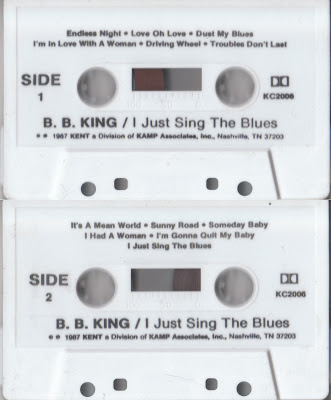 Endless Night • Love Oh Love • Dust My Blues
I'm In Love With A Woman • Driving Wheel • Troubles Don't Last
SIDE
1
KC2006
B. B. KING / I Just Sing The Blues
1987 KENT a Division of KAMP Associates, Inc., Nashville, TN 37203
It's A Mean World • Sunny Road • Someday Baby
I Had A Woman • I'm Gonna Quit My Baby
I Just Sing The Blues
SIDE
2
KC2006
B. B. KING / I Just Sing The Blues
1987 KENT a Division of KAMP Associates, Inc., Nashville, TN 37203